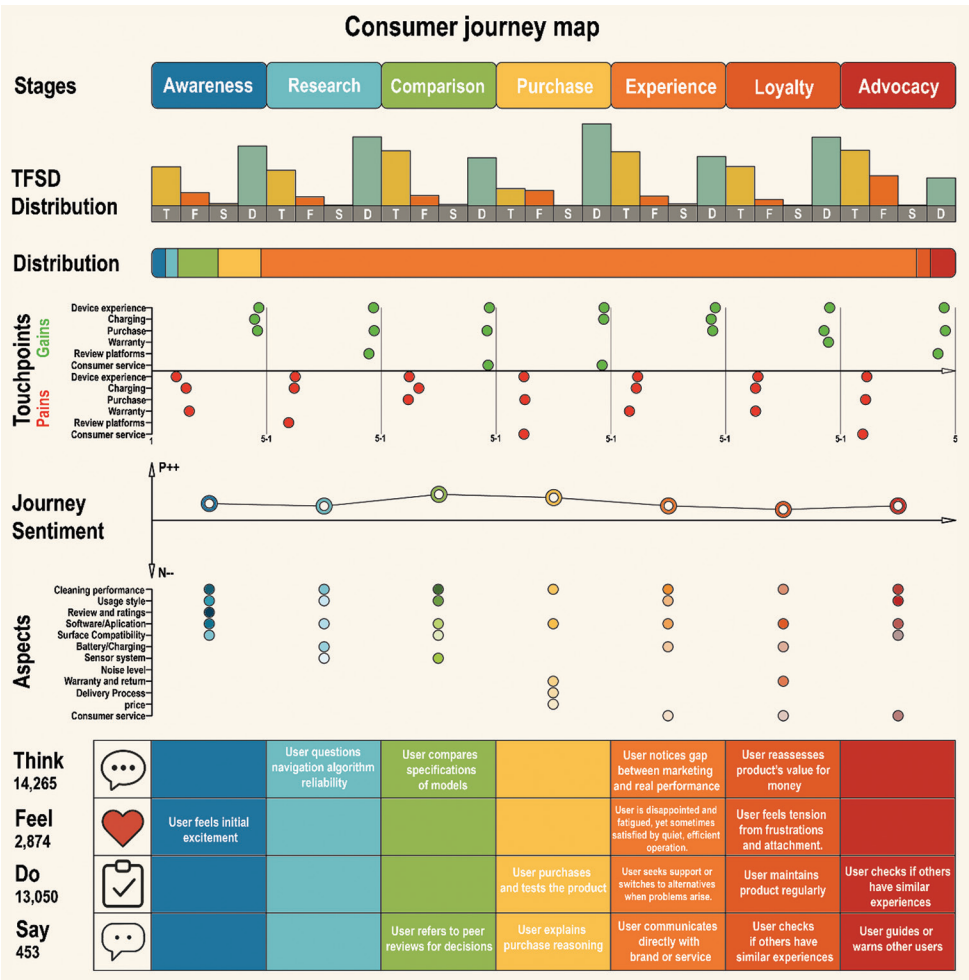 Consumer journey map
Stages
Awareness
Research
Comparison
Purchase
Experience
Loyalty
Advocacy
TFSD
Distribution
T F S D T F S D T F S D T F S D T F S D T F S D T F S D
Distribution
Touchpoints
Gains
Device experience
Charging
Purchase
Warranty
Review platforms
Consumer service
Pains
Device experience
Charging
Purchase
Warranty
Review platforms
Consumer service
1 5-1 5-1 5-1 5-1 5-1 5-1 5
Journey
Sentiment
P++
N--
Aspects
Cleaning performance
Usage style
Review and ratings
Software/Aplication
Surface Compatibility
Battery/Charging
Sensor system
Noise level
Warranty and return
Delivery Process
price
Consumer service
Think
14,265
User questions
navigation algorithm
reliability
User compares
specifications
of models
User notices gap
between marketing
and real performance
User reassesses
product's value for
money
Feel
2,874
User feels initial
excitement
User is disappointed and
fatigued, yet sometimes
satisfied by quiet, efficient
operation.
User feels tension
from frustrations
and attachment.
Do
13,050
User purchases
and tests the product
User seeks support or
switches to alternatives
when problems arise.
User maintains
product regularly
User checks if others
have similar
experiences
Say
453
User refers to peer
reviews for decisions
User explains
purchase reasoning
User communicates
directly with
brand or service
User checks
if others have
similar experiences
User guides or
warns other users